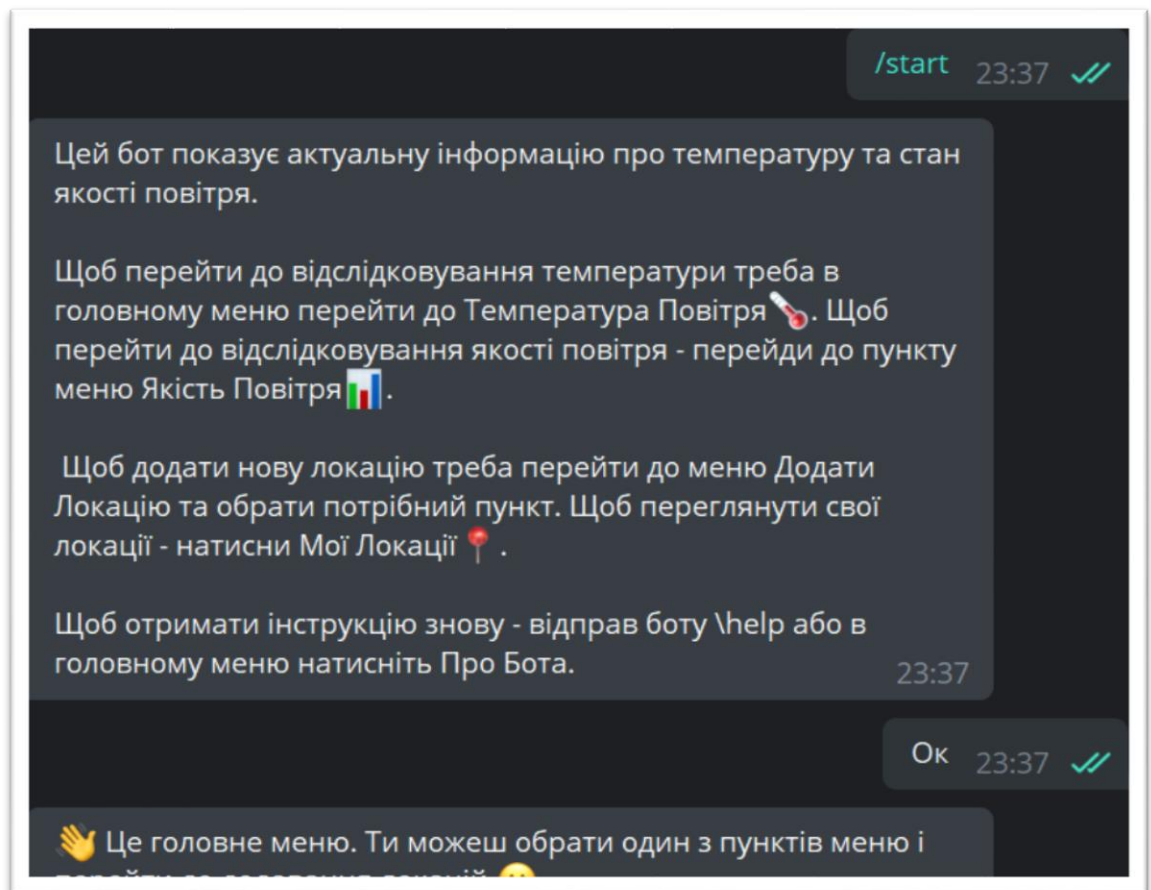 /start 23:37
Цей бот показує актуальну інформацію про температуру та стан
якості повітря.
Щоб перейти до відслідковування температури треба в
головному меню перейти до Температура Повітря🌡. Щоб
перейти до відслідковування якості повітря - перейди до пункту
меню Якість Повітря📊.
Щоб додати нову локацію треба перейти до меню Додати
Локацію та обрати потрібний пункт. Щоб переглянути свої
локації - натисни Мої Локації 📍 .
Щоб отримати інструкцію знову - відправ боту \help або в
головному меню натисніть Про Бота.
23:37
Ок 23:37
👋 Це головне меню. Ти можеш обрати один з пунктів меню і